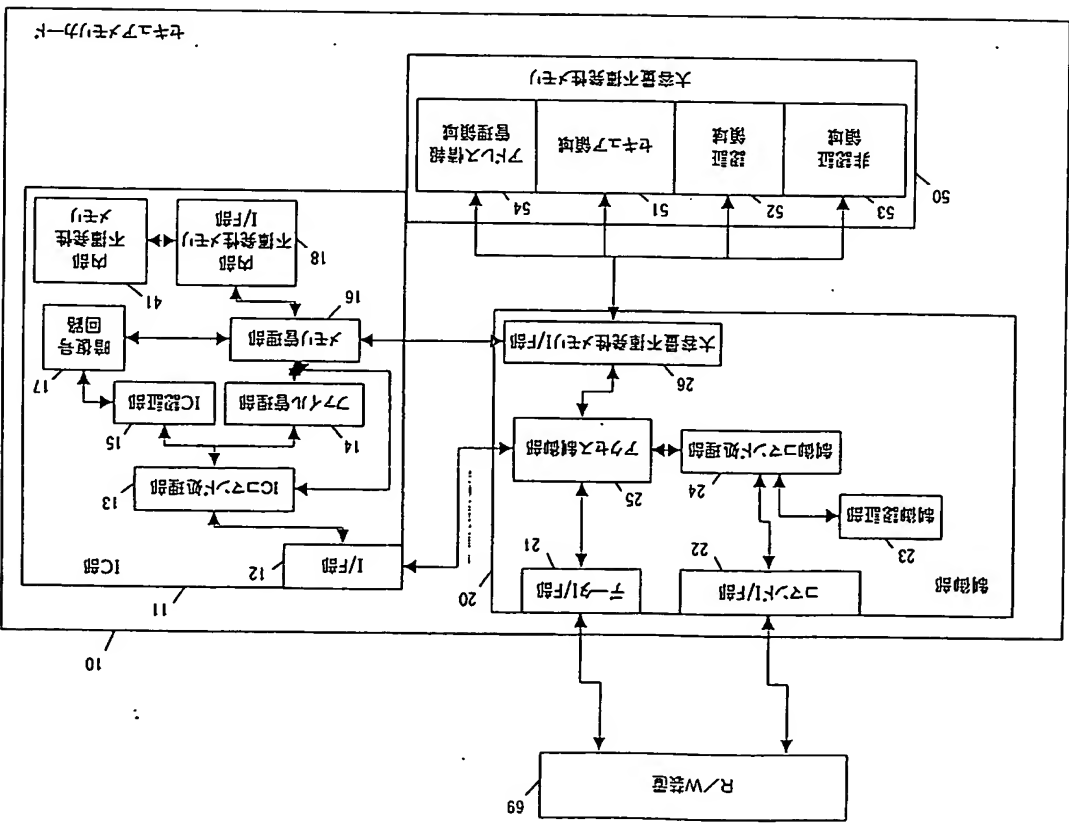 R/W装置
69
10
制御部
コマンドI/F部
22
データI/F部
21
20
11
I/F部
12
IC部
制御認証部
23
制御コマンド処理部
24
アクセス制御部
25
ICコマンド処理部
13
ファイル管理部
14
IC認証部
15
大容量不揮発性メモリI/F部
26
メモリ管理部
16
暗復号
回路
17
内部
不揮発性メモリ
I/F部
18
内部
不揮発性
メモリ
41
50
非認証
領域
53
認証
領域
52
セキュア領域
51
アドレス情報
管理領域
54
大容量不揮発性メモリ
セキュアメモリカード